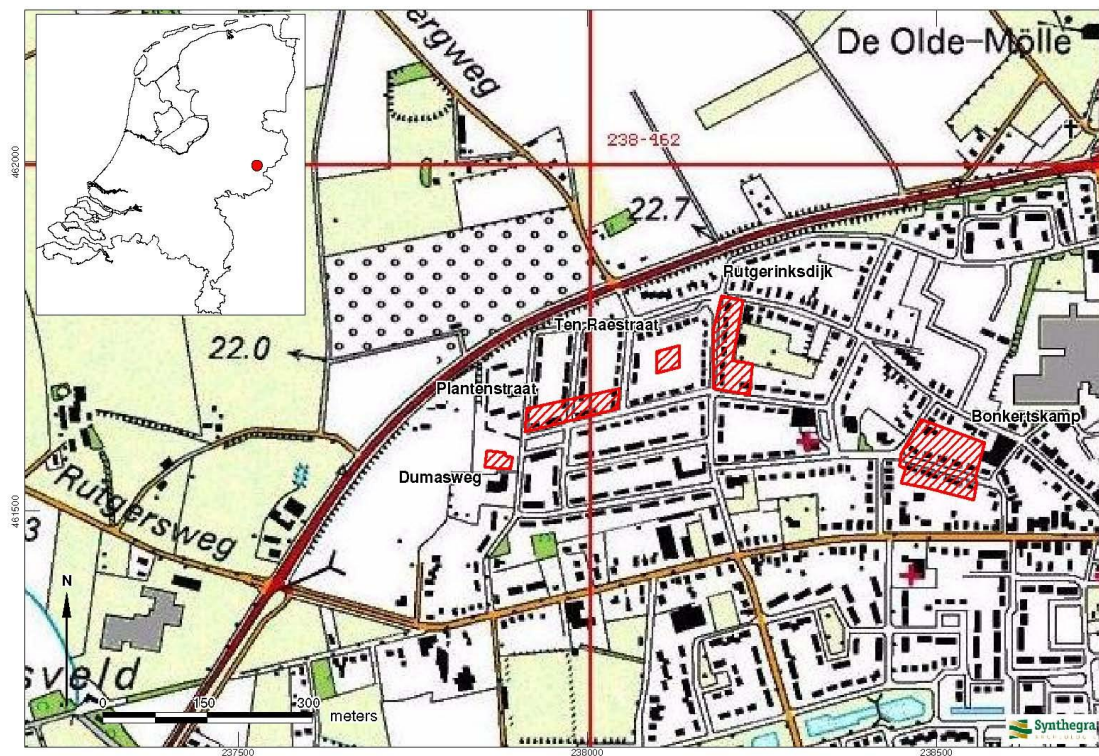 ergweg
De Olde-Mölle
238-462
462000
22.7
Rutgerinksdijk
Ten Raestraat
22.0
Plantenstraat
Bonkertskamp
Dumasweg
461500
Rutgersweg
3
N
sveld
0 150 300
meters
Synthegra
237500
238000
238500